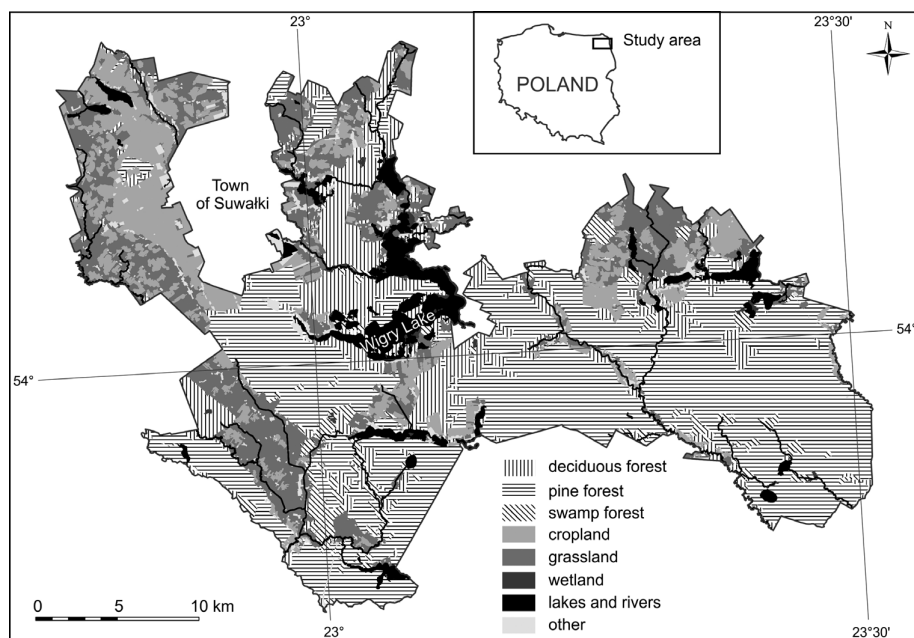 23°
23°30'
Study area
N
POLAND
Town
of Suwałki
Wigry Lake
54°
54°
deciduous forest
pine forest
swamp forest
cropland
grassland
wetland
lakes and rivers
other
0 5 10 km
23°
23°30'